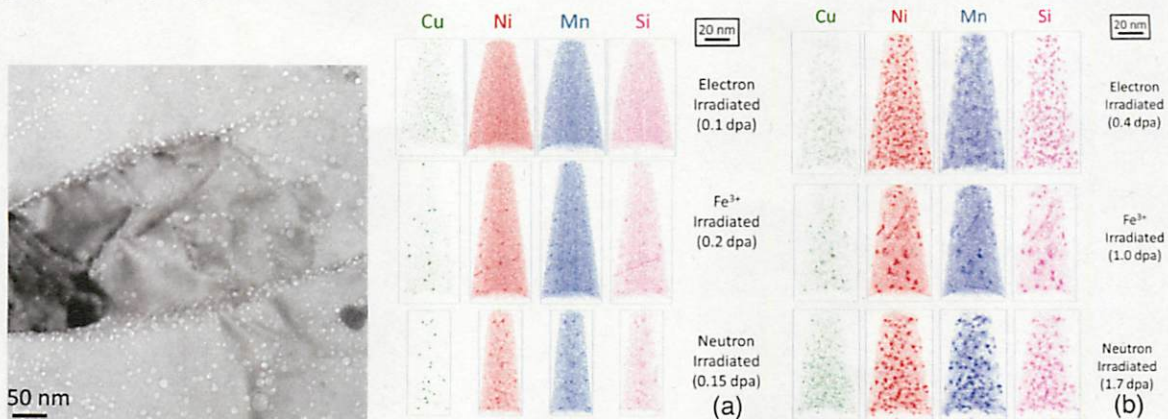 50 nm
Cu Ni Mn Si
20 nm
Electron
Irradiated
(0.1 dpa)
Fe³⁺
Irradiated
(0.2 dpa)
Neutron
Irradiated
(0.15 dpa)
(a)
Cu Ni Mn Si
20 nm
Electron
Irradiated
(0.4 dpa)
Fe³⁺
Irradiated
(1.0 dpa)
Neutron
Irradiated
(1.7 dpa)
(b)